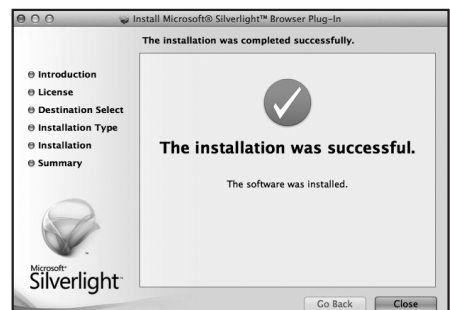 Install Microsoft® Silverlight™ Browser Plug-In
The installation was completed successfully.
Introduction
License
Destination Select
Installation Type
Installation
Summary
The installation was successful.
The software was installed.
Microsoft®
Silverlight™
Go Back
Close